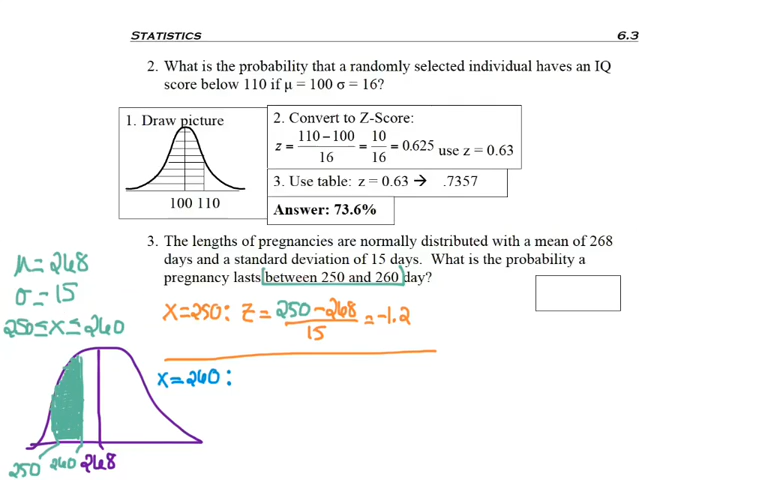 STATISTICS 6.3
2. What is the probability that a randomly selected individual haves an IQ
score below 110 if μ = 100 σ = 16?
1. Draw picture
100 110
2. Convert to Z-Score:
z = (110 – 100)/16 = 10/16 = 0.625 use z = 0.63
3. Use table: z = 0.63 → .7357
Answer: 73.6%
3. The lengths of pregnancies are normally distributed with a mean of 268
days and a standard deviation of 15 days. What is the probability a
pregnancy lasts between 250 and 260 day?
μ = 268
σ = 15
250 ≤ x ≤ 260
250 260 268
x = 250: z = (250 - 268)/15 = -1.2
x = 260: